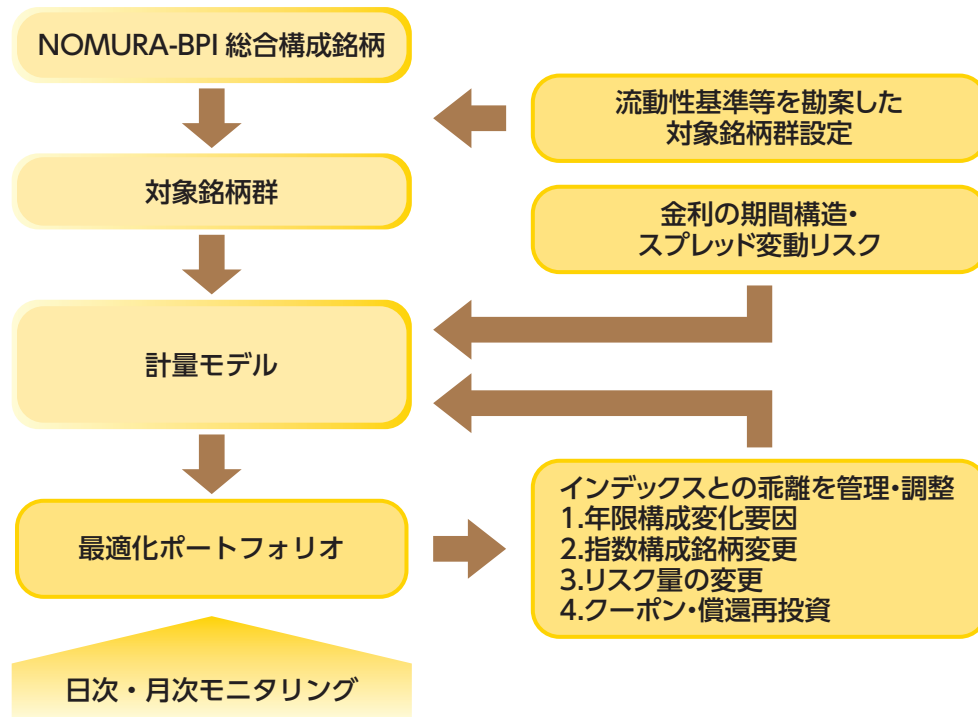 NOMURA-BPI 総合構成銘柄
流動性基準等を勘案した
対象銘柄群設定
対象銘柄群
金利の期間構造・
スプレッド変動リスク
計量モデル
最適化ポートフォリオ
インデックスとの乖離を管理・調整
1.年限構成変化要因
2.指数構成銘柄変更
3.リスク量の変更
4.クーポン・償還再投資
日次・月次モニタリング